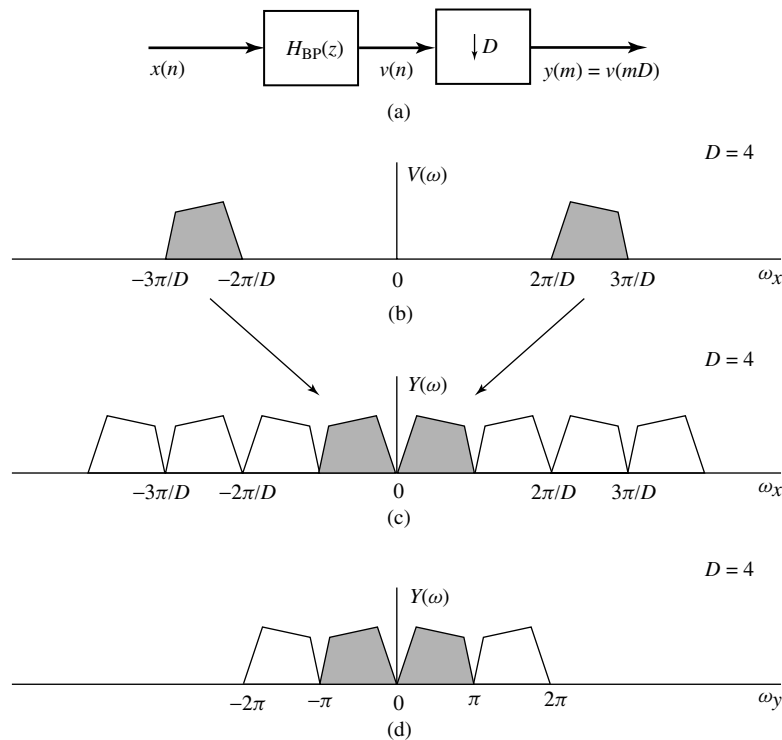 x(n) H_BP(z) v(n) ↓D y(m) = v(mD)
(a)
D = 4
V(ω)
−3π/D −2π/D 0 2π/D 3π/D ω_x
(b)
D = 4
Y(ω)
−3π/D −2π/D 0 2π/D 3π/D ω_x
(c)
D = 4
Y(ω)
−2π −π 0 π 2π ω_y
(d)